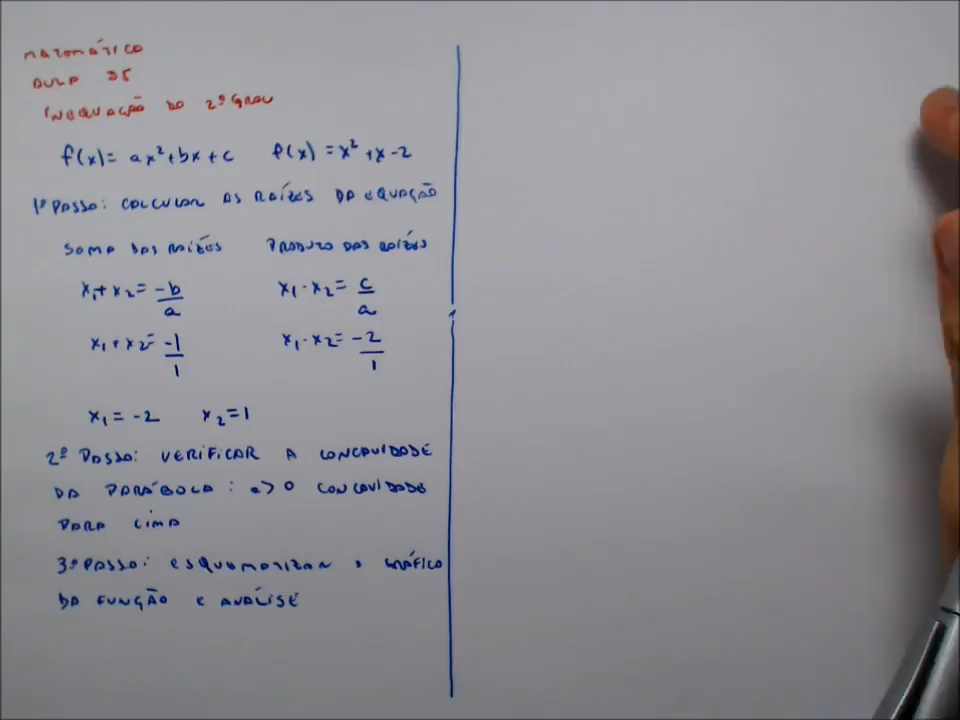 MATEMÁTICA
AULA 35
INEQUAÇÃO DO 2º GRAU
f(x)= ax²+bx+c f(x)=x²+x-2
1º PASSO: CALCULAR AS RAÍZES DA EQUAÇÃO
SOMA DAS RAÍZES PRODUTO DAS RAÍZES
x₁+x₂= -b/a x₁·x₂= c/a
x₁+x₂= -1/1 x₁·x₂= -2/1
x₁= -2 x₂=1
2º PASSO: VERIFICAR A CONCAVIDADE
DA PARÁBOLA: a>0 CONCAVIDADE
PARA CIMA
3º PASSO: ESQUEMATIZAR O GRÁFICO
DA FUNÇÃO E ANÁLISE